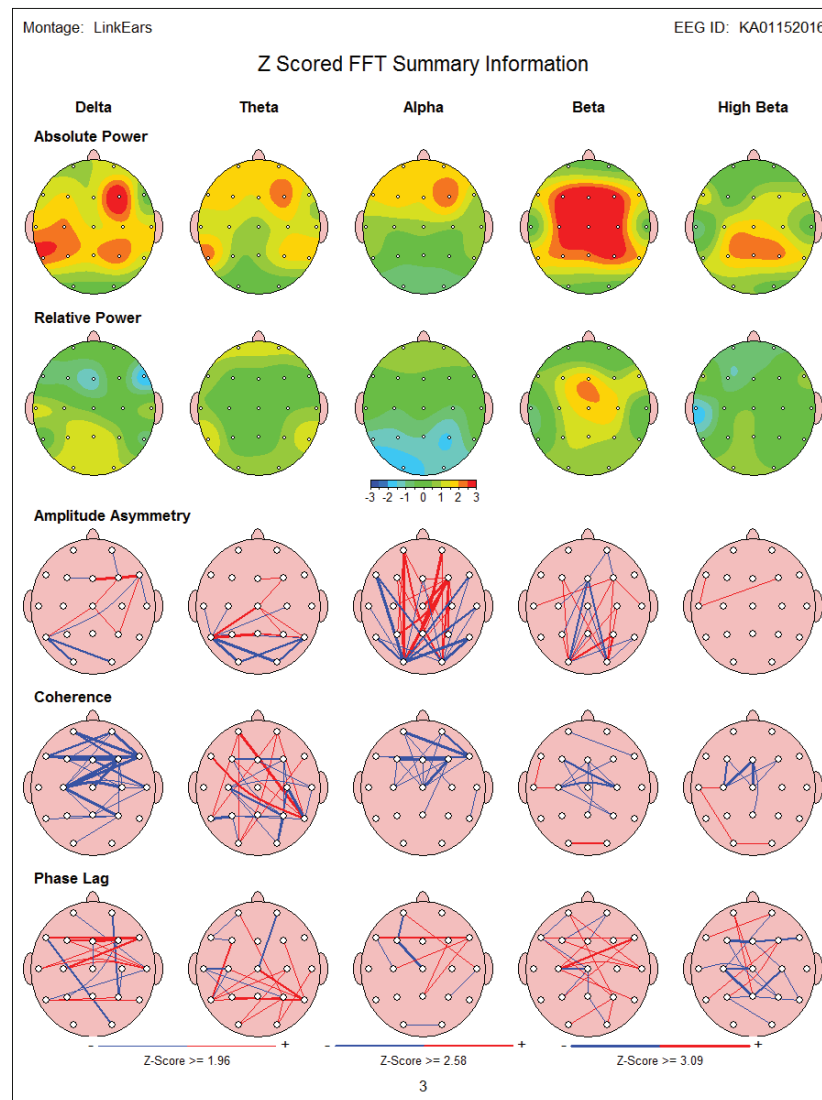 Montage: LinkEars EEG ID: KA01152016
Z Scored FFT Summary Information
Delta Theta Alpha Beta High Beta
Absolute Power
Relative Power
-3 -2 -1 0 1 2 3
Amplitude Asymmetry
Coherence
Phase Lag
- + - + - +
Z-Score >= 1.96 Z-Score >= 2.58 Z-Score >= 3.09
3